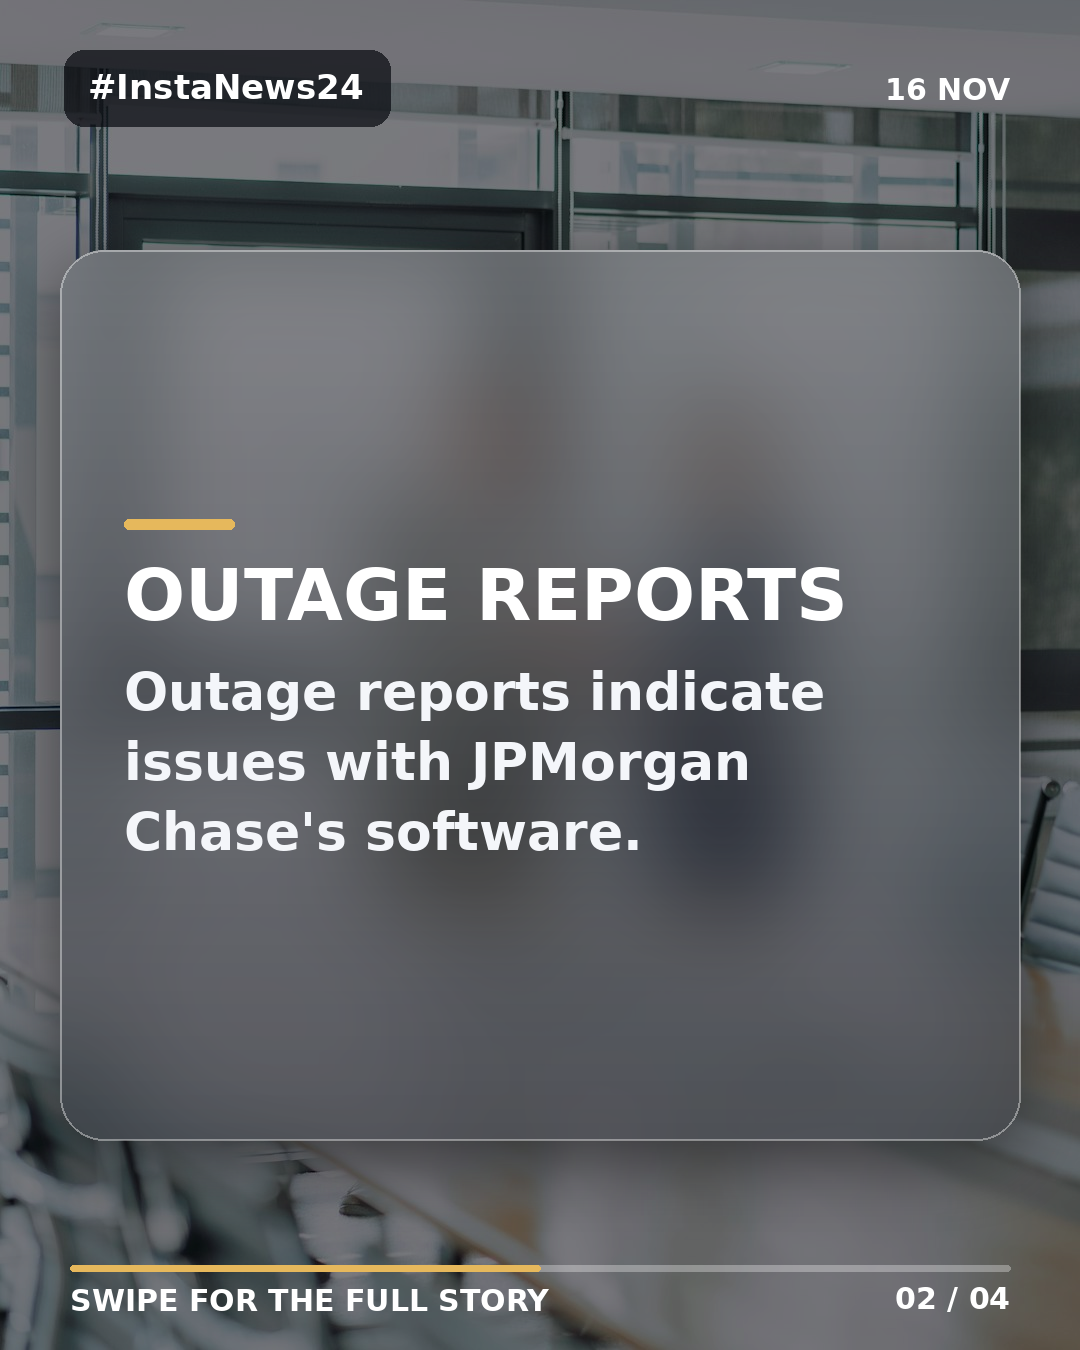 #InstaNews24
16 NOV
OUTAGE REPORTS
Outage reports indicate
issues with JPMorgan
Chase's software.
SWIPE FOR THE FULL STORY
02 / 04